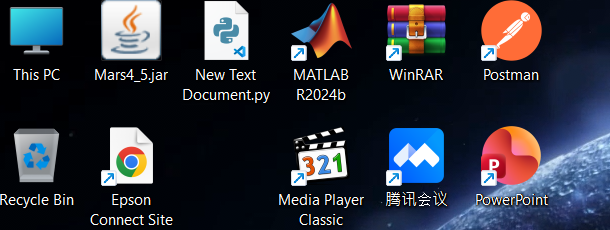 This PC
Mars4_5.jar
New Text
Document.py
MATLAB
R2024b
WinRAR
Postman
Recycle Bin
Epson
Connect Site
321
Media Player
Classic
腾讯会议
P
PowerPoint